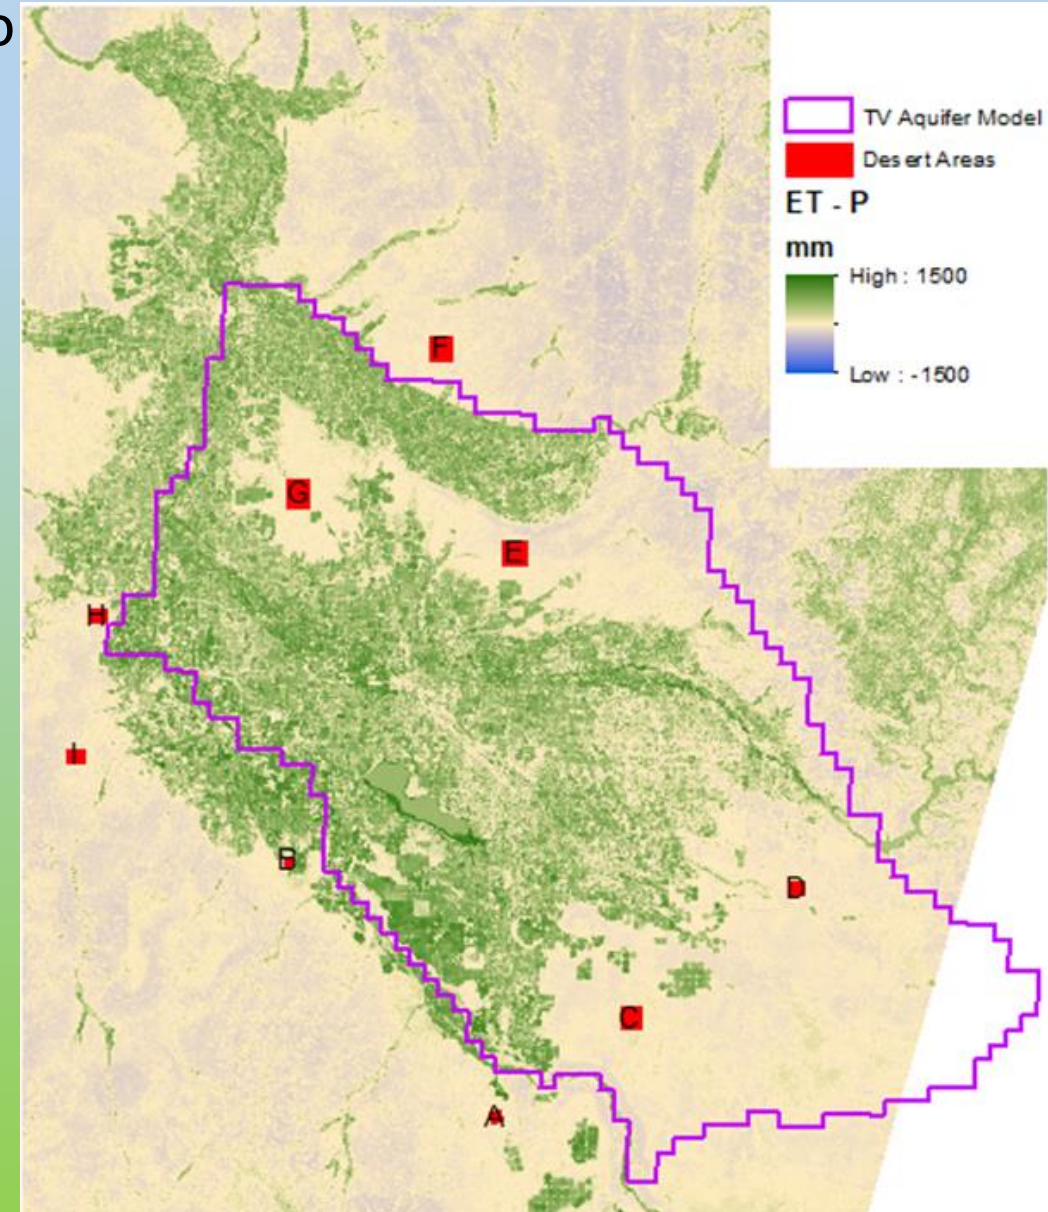 TV Aquifer Model
Desert Areas
ET - P
mm
High : 1500
Low : -1500
F
G
E
H
I
B
D
C
A